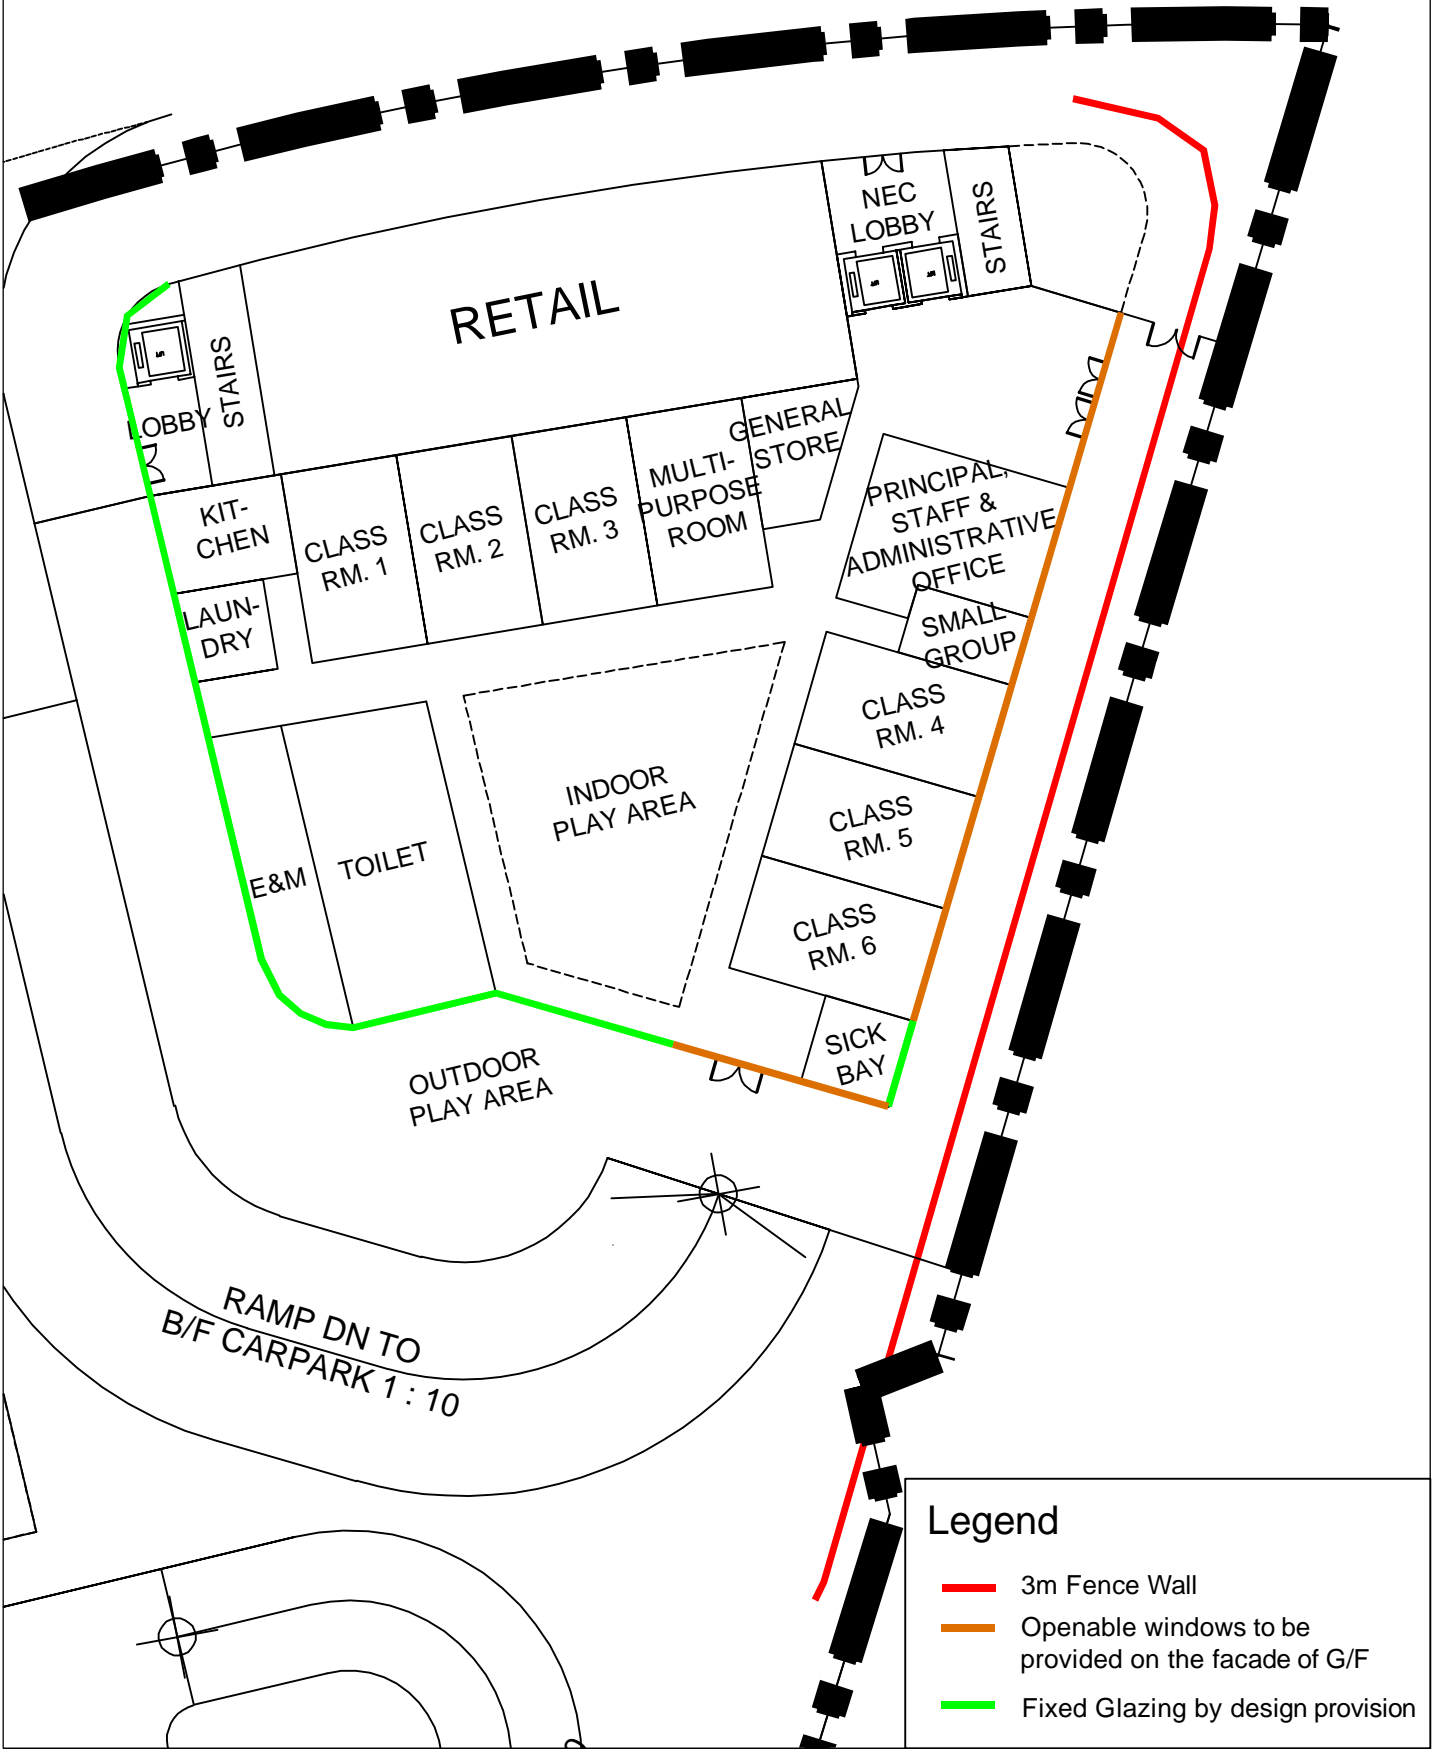 NEC
LOBBY
STAIRS
LIFT
LIFT
RETAIL
LIFT
STAIRS
LOBBY
GENERAL
STORE
MULTI-
PURPOSE
ROOM
CLASS
RM. 3
CLASS
RM. 2
CLASS
RM. 1
KIT-
CHEN
LAUN-
DRY
PRINCIPAL,
STAFF &
ADMINISTRATIVE
OFFICE
SMALL
GROUP
CLASS
RM. 4
CLASS
RM. 5
CLASS
RM. 6
SICK
BAY
INDOOR
PLAY AREA
TOILET
E&M
OUTDOOR
PLAY AREA
RAMP DN TO
B/F CARPARK 1 : 10
Legend
3m Fence Wall
Openable windows to be
provided on the facade of G/F
Fixed Glazing by design provision